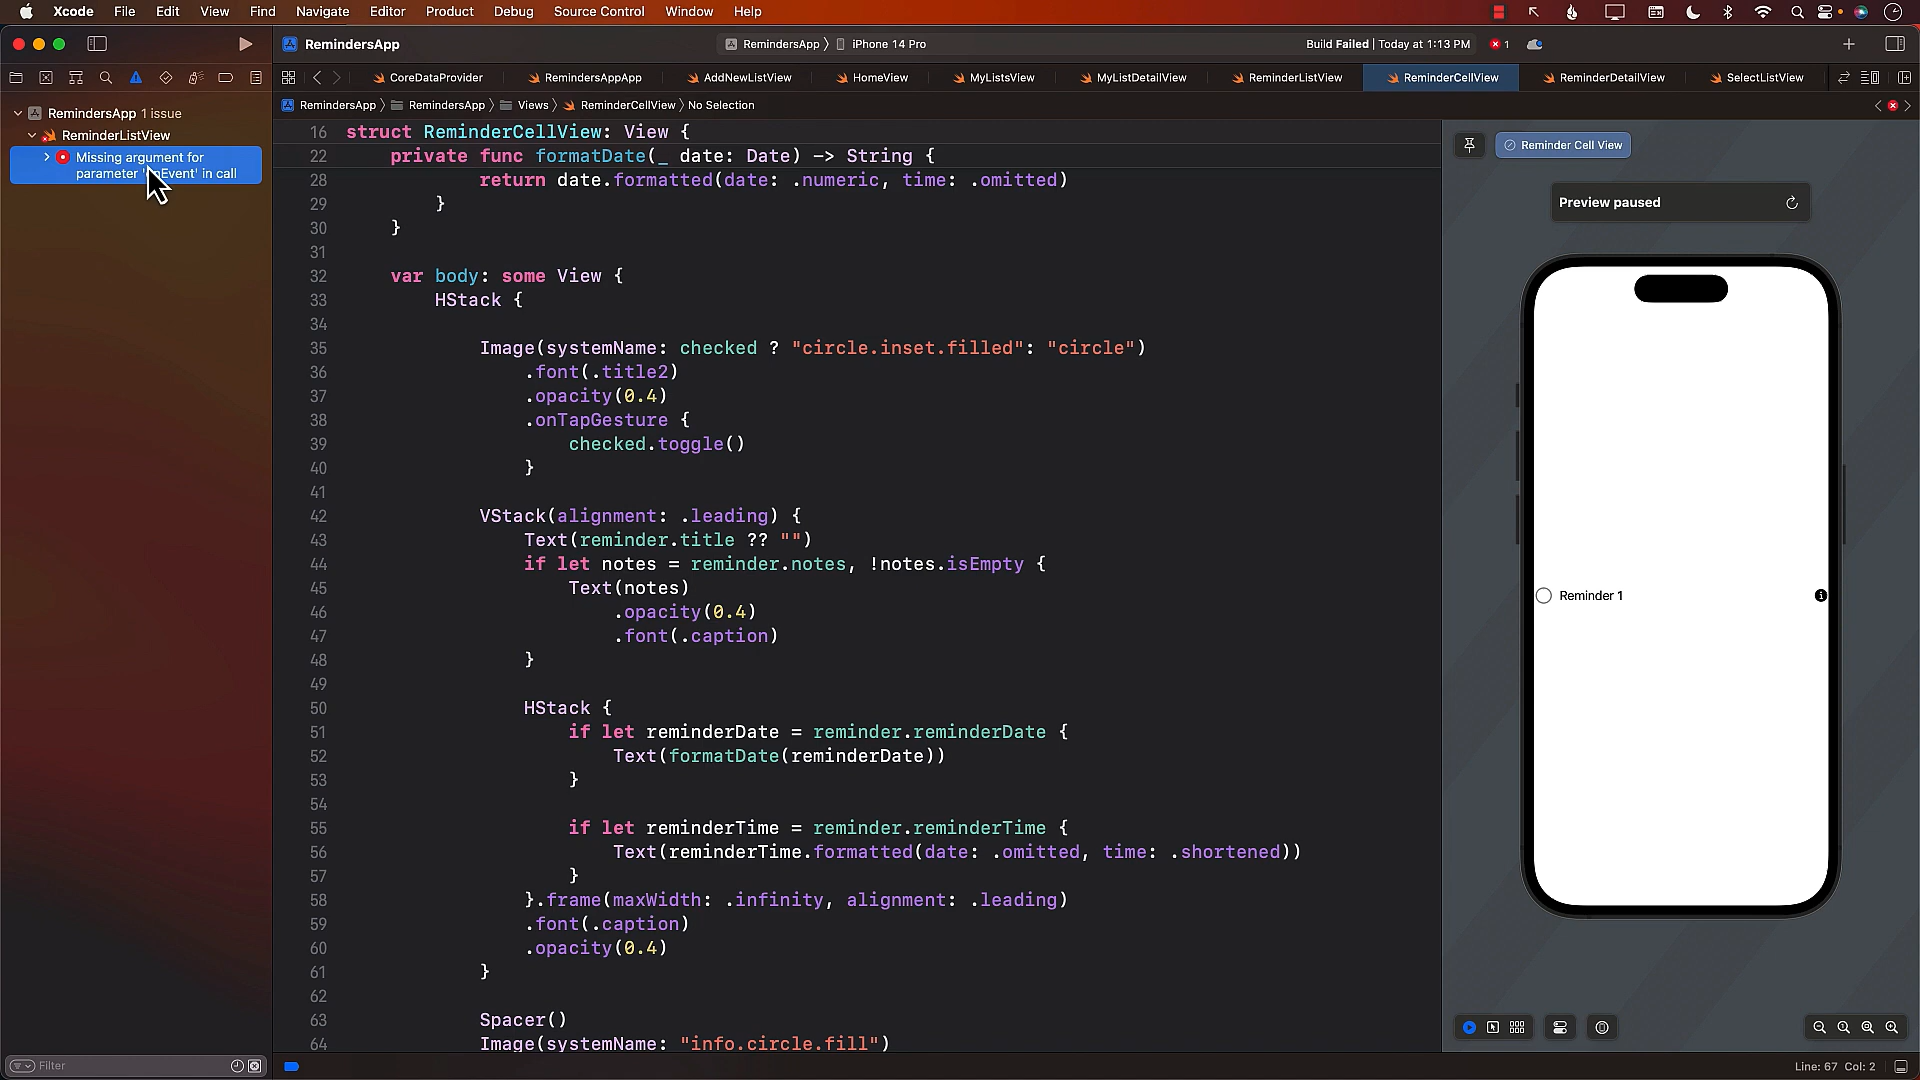 Xcode File Edit View Find Navigate Editor Product Debug Source Control Window Help
RemindersApp
RemindersApp 〉 iPhone 14 Pro
Build Failed | Today at 1:13 PM 1
CoreDataProvider RemindersAppApp AddNewListView HomeView MyListsView MyListDetailView ReminderListView ReminderCellView ReminderDetailView SelectListView
RemindersApp 〉 RemindersApp 〉 Views 〉 ReminderCellView 〉 No Selection
RemindersApp 1 issue
ReminderListView
Missing argument for
parameter 'onEvent' in call
16 struct ReminderCellView: View {
22 private func formatDate(_ date: Date) -> String {
28 return date.formatted(date: .numeric, time: .omitted)
29 }
30 }
31
32 var body: some View {
33 HStack {
34
35 Image(systemName: checked ? "circle.inset.filled": "circle")
36 .font(.title2)
37 .opacity(0.4)
38 .onTapGesture {
39 checked.toggle()
40 }
41
42 VStack(alignment: .leading) {
43 Text(reminder.title ?? "")
44 if let notes = reminder.notes, !notes.isEmpty {
45 Text(notes)
46 .opacity(0.4)
47 .font(.caption)
48 }
49
50 HStack {
51 if let reminderDate = reminder.reminderDate {
52 Text(formatDate(reminderDate))
53 }
54
55 if let reminderTime = reminder.reminderTime {
56 Text(reminderTime.formatted(date: .omitted, time: .shortened))
57 }
58 }.frame(maxWidth: .infinity, alignment: .leading)
59 .font(.caption)
60 .opacity(0.4)
61 }
62
63 Spacer()
64 Image(systemName: "info.circle.fill")
Reminder Cell View
Preview paused
Reminder 1
Filter
Line: 67 Col: 2